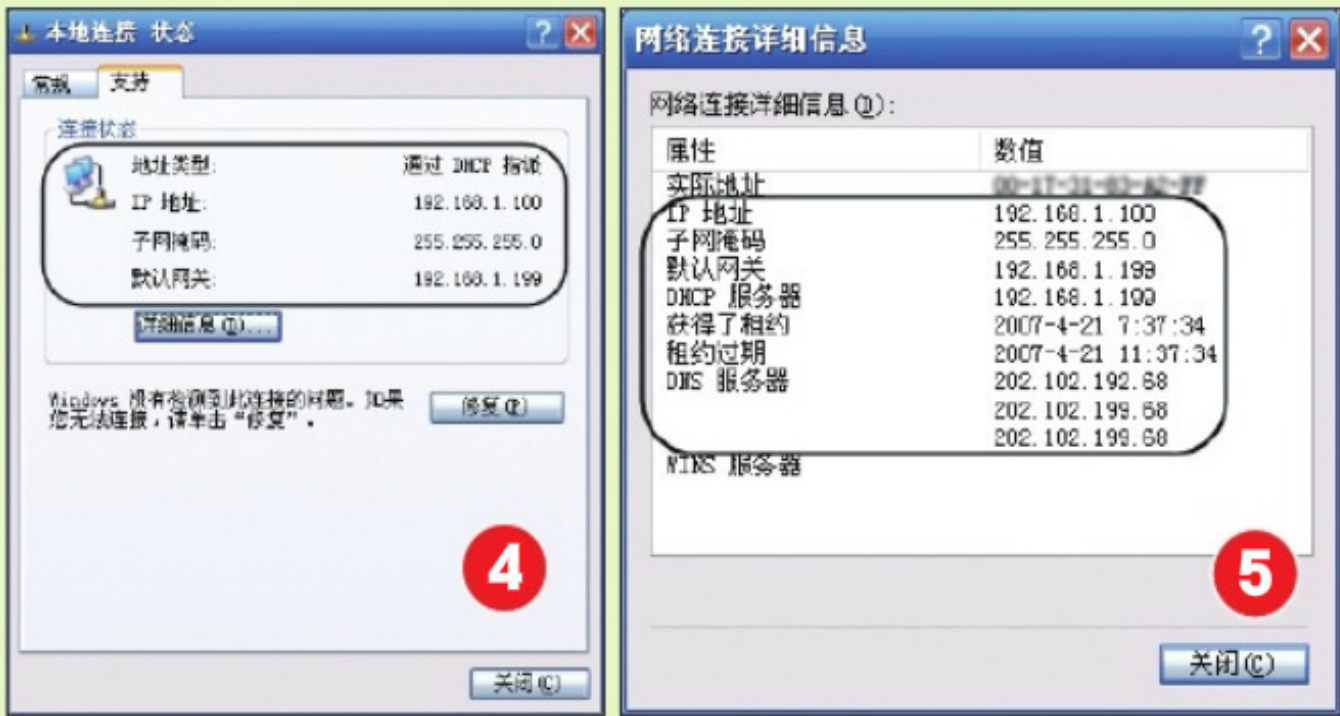 本地连接 状态
常规 支持
连接状态
地址类型: 通过 DHCP 指派
IP 地址: 192.168.1.100
子网掩码: 255.255.255.0
默认网关: 192.168.1.199
详细信息(D)...
Windows 没有检测到此连接的问题。如果
您无法连接，请单击“修复”。
修复(P)
4
关闭(C)
网络连接详细信息
网络连接详细信息(D):
属性 数值
实际地址
IP 地址 192.168.1.100
子网掩码 255.255.255.0
默认网关 192.168.1.199
DHCP 服务器 192.168.1.199
获得了租约 2007-4-21 7:37:34
租约过期 2007-4-21 11:37:34
DNS 服务器 202.102.192.68
202.102.199.68
202.102.199.68
WINS 服务器
5
关闭(C)